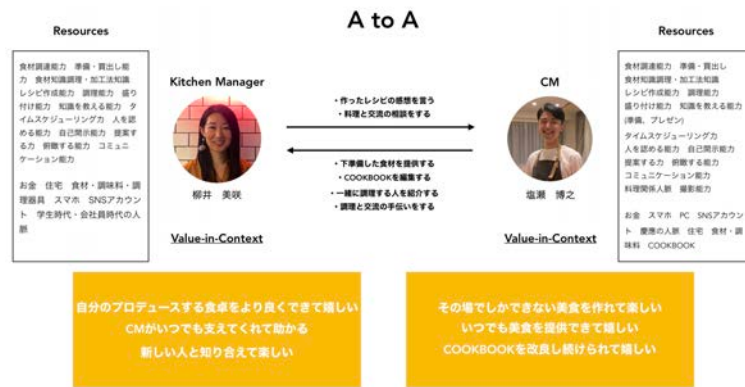 A to A
Resources
食材調達能力 準備・買出し能
力 食材知識調理・加工法知識
レシピ作成能力 調理能力 盛り
付け能力 知識を教える能力 タ
イムスケジューリング力 人を認
める能力 自己開示能力 提案す
る力 俯瞰する能力 コミュニ
ケーション能力
お金 住宅 食材・調味料・調
理器具 スマホ SNSアカウン
ト 学生時代・会社員時代の人
脈
Kitchen Manager
柳井 美咲
Value-in-Context
・作ったレシピの感想を言う
・料理と交流の相談をする
・下準備した食材を提供する
・COOKBOOKを編集する
・一緒に調理する人を紹介する
・調理と交流の手伝いをする
CM
塩瀬 博之
Value-in-Context
Resources
食材調達能力 準備・買出し
食材知識調理・加工法知識
レシピ作成能力 調理能力
盛り付け能力 知識を教える能力
(準備、プレゼン)
タイムスケジューリング力
人を認める能力 自己開示能力
提案する力 俯瞰する能力
コミュニケーション能力
料理関係人脈 撮影能力
お金 スマホ PC SNSアカウン
ト 慶應の人脈 住宅 食材・調
味料 COOKBOOK
自分のプロデュースする食卓をより良くできて嬉しい
CMがいつでも支えてくれて助かる
新しい人と知り合えて楽しい
その場でしかできない美食を作れて楽しい
いつでも美食を提供できて嬉しい
COOKBOOKを改良し続けられて嬉しい